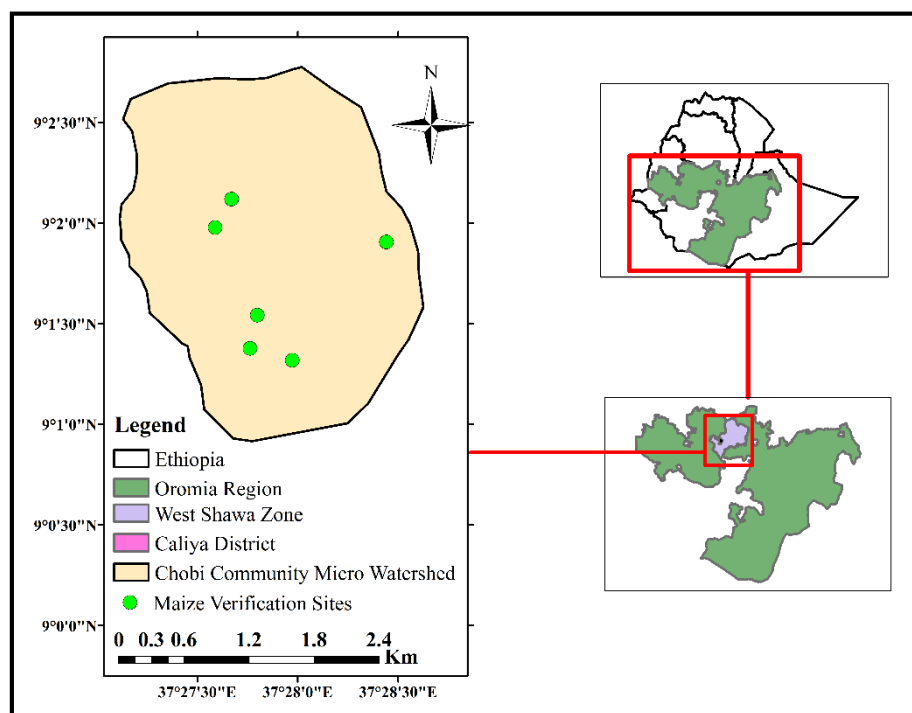 N
9°2'30"N
9°2'0"N
9°1'30"N
9°1'0"N
9°0'30"N
9°0'0"N
Legend
Ethiopia
Oromia Region
West Shawa Zone
Caliya District
Chobi Community Micro Watershed
Maize Verification Sites
0 0.3 0.6 1.2 1.8 2.4
Km
37°27'30"E 37°28'0"E 37°28'30"E